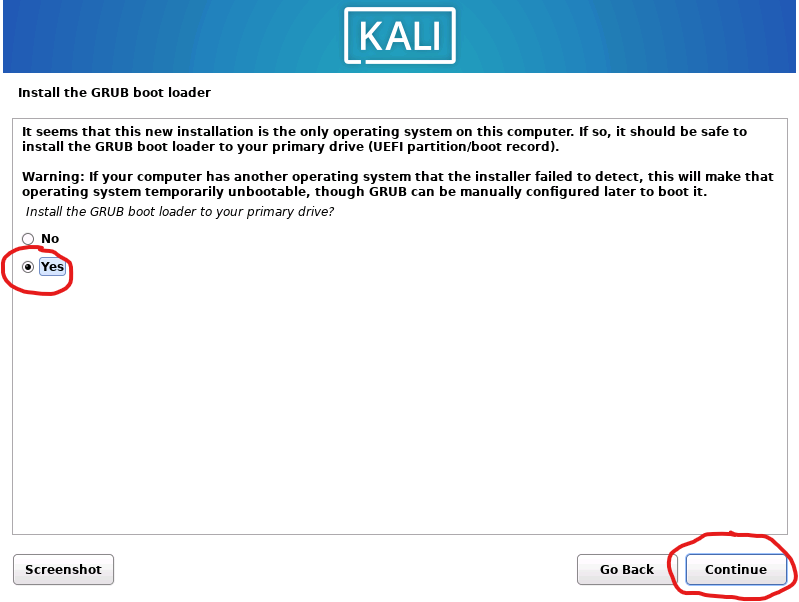 KALI
Install the GRUB boot loader
It seems that this new installation is the only operating system on this computer. If so, it should be safe to
install the GRUB boot loader to your primary drive (UEFI partition/boot record).
Warning: If your computer has another operating system that the installer failed to detect, this will make that
operating system temporarily unbootable, though GRUB can be manually configured later to boot it.
Install the GRUB boot loader to your primary drive?
No
Yes
Screenshot Go Back Continue